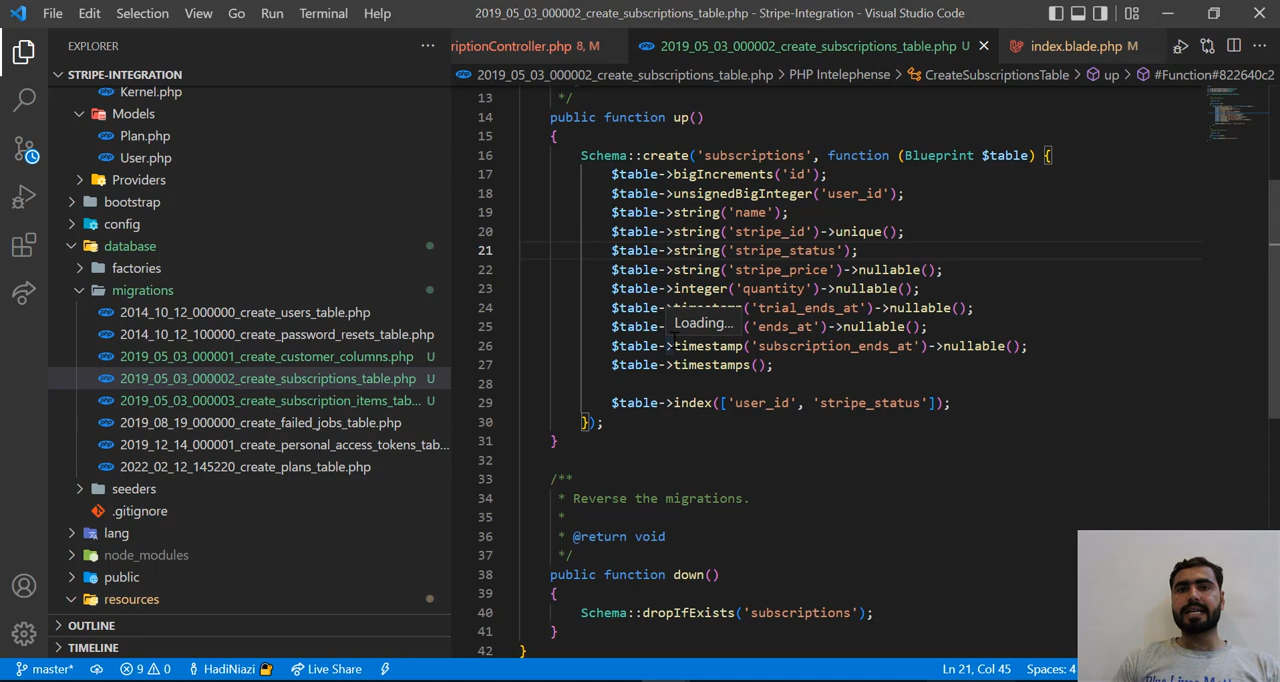 File Edit Selection View Go Run Terminal Help 2019_05_03_000002_create_subscriptions_table.php - Stripe-Integration - Visual Studio Code
EXPLORER
STRIPE-INTEGRATION
Kernel.php
Models
Plan.php
User.php
Providers
bootstrap
config
database
factories
migrations
2014_10_12_000000_create_users_table.php
2014_10_12_100000_create_password_resets_table.php
2019_05_03_000001_create_customer_columns.php U
2019_05_03_000002_create_subscriptions_table.php U
2019_05_03_000003_create_subscription_items_tab... U
2019_08_19_000000_create_failed_jobs_table.php
2019_12_14_000001_create_personal_access_tokens_tab...
2022_02_12_145220_create_plans_table.php
seeders
.gitignore
lang
node_modules
public
resources
OUTLINE
TIMELINE
riptionController.php 8, M 2019_05_03_000002_create_subscriptions_table.php U index.blade.php M
2019_05_03_000002_create_subscriptions_table.php > PHP Intelephense > CreateSubscriptionsTable > up > #Function#822640c2
13 */
14 public function up()
15 {
16 Schema::create('subscriptions', function (Blueprint $table) {
17 $table->bigIncrements('id');
18 $table->unsignedBigInteger('user_id');
19 $table->string('name');
20 $table->string('stripe_id')->unique();
21 $table->string('stripe_status');
22 $table->string('stripe_price')->nullable();
23 $table->integer('quantity')->nullable();
24 $table->timestamp('trial_ends_at')->nullable();
25 $table-> ('ends_at')->nullable();
Loading...
26 $table->timestamp('subscription_ends_at')->nullable();
27 $table->timestamps();
28
29 $table->index(['user_id', 'stripe_status']);
30 });
31 }
32
33 /**
34 * Reverse the migrations.
35 *
36 * @return void
37 */
38 public function down()
39 {
40 Schema::dropIfExists('subscriptions');
41 }
42 }
master* 9 0 HadiNiazi Live Share Ln 21, Col 45 Spaces: 4